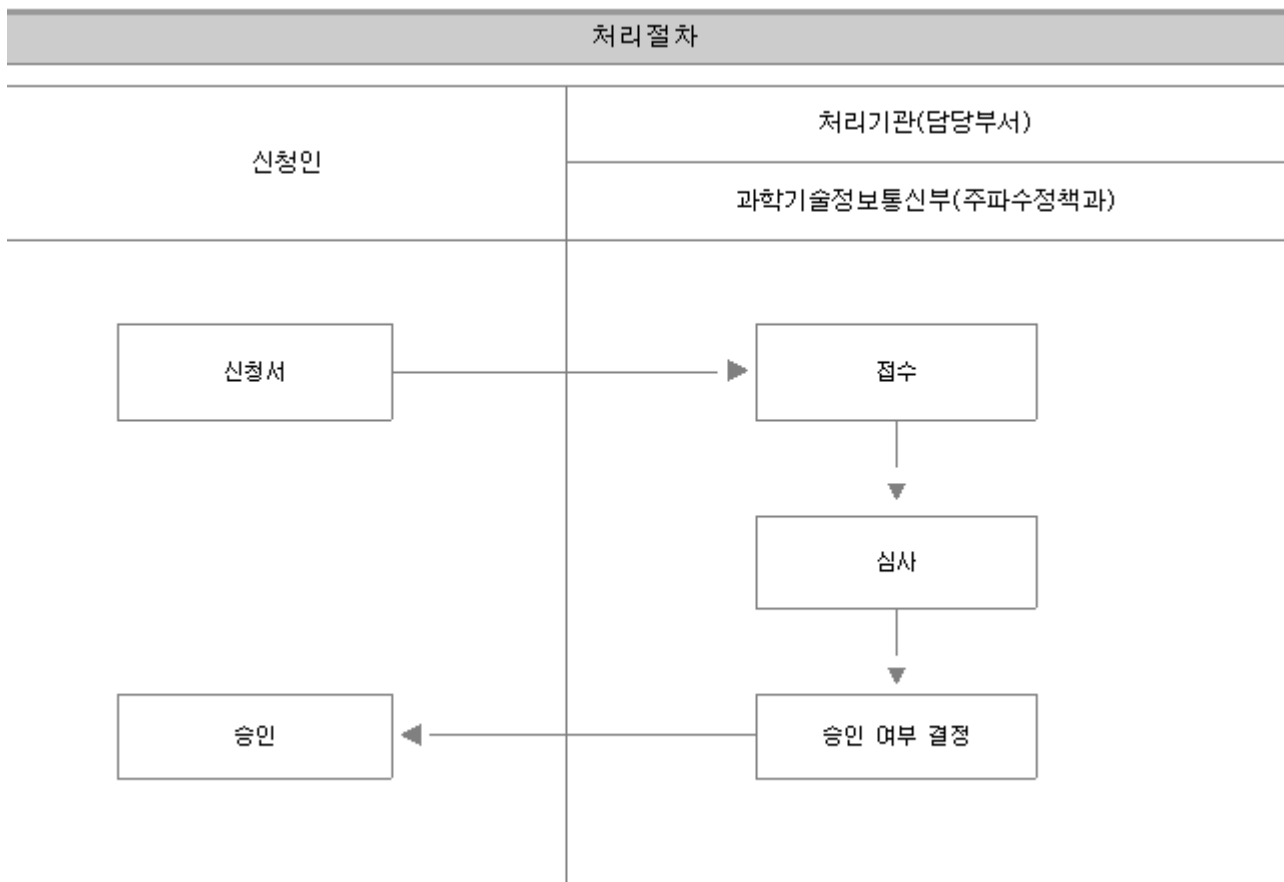 처리절차
신청인
처리기관(담당부서)
과학기술정보통신부(주파수정책과)
신청서
접수
심사
승인
승인 여부 결정